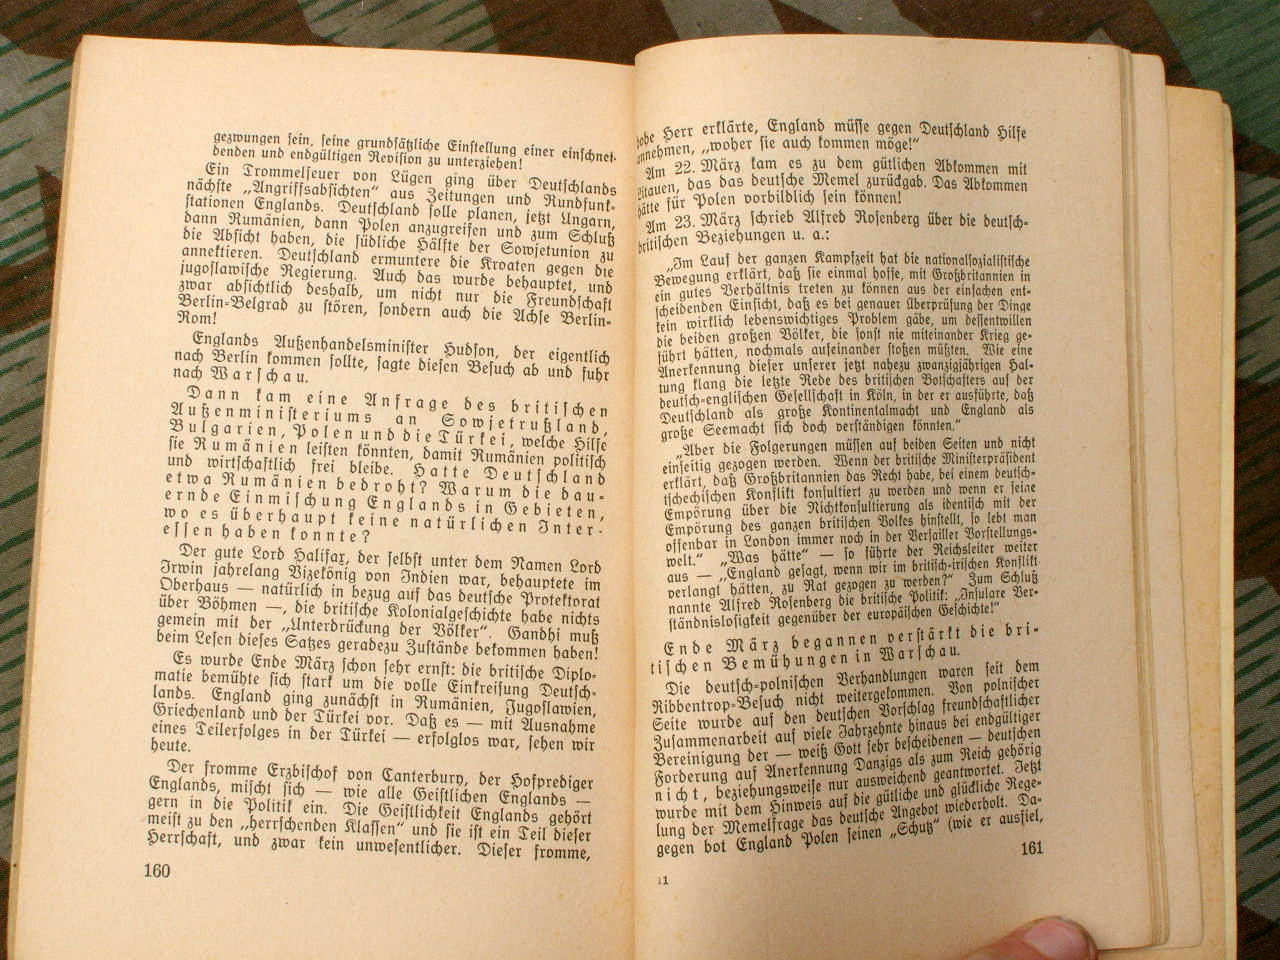 gezwungen sein, seine grundsätzliche Einstellung einer einschnei-
denden und endgültigen Revision zu unterziehen!
Ein Trommelfeuer von Lügen ging über Deutschlands
nächste „Angriffsabsichten“ aus Zeitungen und Rundfunk-
stationen Englands. Deutschland solle planen, jetzt Ungarn,
dann Rumänien, dann Polen anzugreifen und zum Schluß
die Absicht haben, die südliche Hälfte der Sowjetunion zu
annektieren. Deutschland ermuntere die Kroaten gegen die
jugoslawische Regierung. Auch das wurde behauptet, und
zwar absichtlich deshalb, um nicht nur die Freundschaft
Berlin-Belgrad zu stören, sondern auch die Achse Berlin-
Rom!
Englands Außenhandelsminister Hudson, der eigentlich
nach Berlin kommen sollte, sagte diesen Besuch ab und fuhr
nach Warschau.
Dann kam eine Anfrage des britischen
Außenministeriums an Sowjetrußland,
Bulgarien, Polen und die Türkei, welche Hilfe
sie Rumänien leisten könnten, damit Rumänien politisch
und wirtschaftlich frei bleibe. Hatte Deutschland
etwa Rumänien bedroht? Warum die dau-
ernde Einmischung Englands in Gebieten,
wo es überhaupt keine natürlichen Inter-
essen haben konnte?
Der gute Lord Halifax, der selbst unter dem Namen Lord
Irwin jahrelang Vizekönig von Indien war, behauptete im
Oberhaus — natürlich in bezug auf das deutsche Protektorat
über Böhmen —, die britische Kolonialgeschichte habe nichts
gemein mit der „Unterdrückung der Völker“. Gandhi muß
beim Lesen dieses Satzes geradezu Zustände bekommen haben!
Es wurde Ende März schon sehr ernst: die britische Diplo-
matie bemühte sich stark um die volle Einkreisung Deutsch-
lands. England ging zunächst in Rumänien, Jugoslawien,
Griechenland und der Türkei vor. Daß es — mit Ausnahme
eines Teilerfolges in der Türkei — erfolglos war, sehen wir
heute.
Der fromme Erzbischof von Canterbury, der Hofprediger
Englands, mischt sich — wie alle Geistlichen Englands —
gern in die Politik ein. Die Geistlichkeit Englands gehört
meist zu den „herrschenden Klassen“ und sie ist ein Teil dieser
Herrschaft, und zwar kein unwesentlicher. Dieser fromme,
160
hohe Herr erklärte, England müsse gegen Deutschland Hilfe
annehmen, „woher sie auch kommen möge!“
Am 22. März kam es zu dem gütlichen Abkommen mit
Litauen, das das deutsche Memel zurückgab. Das Abkommen
hätte für Polen vorbildlich sein können!
Am 23. März schrieb Alfred Rosenberg über die deutsch-
britischen Beziehungen u. a.:
„Im Lauf der ganzen Kampfzeit hat die nationalsozialistische
Bewegung erklärt, daß sie einmal hoffe, mit Großbritannien in
ein gutes Verhältnis treten zu können aus der einfachen ent-
scheidenden Einsicht, daß es bei genauer Überprüfung der Dinge
kein wirklich lebenswichtiges Problem gäbe, um dessentwillen
die beiden großen Völker, die sonst nie miteinander Krieg ge-
führt hätten, nochmals aufeinander stoßen müßten. Wie eine
Anerkennung dieser unserer jetzt nahezu zwanzigjährigen Hal-
tung klang die letzte Rede des britischen Botschafters auf der
deutsch-englischen Gesellschaft in Köln, in der er ausführte, daß
Deutschland als große Kontinentalmacht und England als
große Seemacht sich doch verständigen könnten.“
„Aber die Folgerungen müssen auf beiden Seiten und nicht
einseitig gezogen werden. Wenn der britische Ministerpräsident
erklärt, daß Großbritannien das Recht habe, bei einem deutsch-
tschechischen Konflikt konsultiert zu werden und wenn er seine
Empörung über die Nichtkonsultierung als identisch mit der
Empörung des ganzen britischen Volkes hinstellt, so lebt man
offenbar in London immer noch in der Versailler Vorstellungs-
welt.“ „Was hätte“ — so führte der Reichsleiter weiter
aus — „England gesagt, wenn wir im britisch-irischen Konflikt
verlangt hätten, zu Rat gezogen zu werden?“ Zum Schluß
nannte Alfred Rosenberg die britische Politik: „Insulare Ver-
ständnislosigkeit gegenüber der europäischen Geschichte!“
Ende März begannen verstärkt die bri-
tischen Bemühungen in Warschau.
Die deutsch-polnischen Verhandlungen waren seit dem
Ribbentrop-Besuch nicht weitergekommen. Von polnischer
Seite wurde auf den deutschen Vorschlag freundschaftlicher
Zusammenarbeit auf viele Jahrzehnte hinaus bei endgültiger
Bereinigung der — weiß Gott sehr bescheidenen — deutschen
Forderung auf Anerkennung Danzigs als zum Reich gehörig
nicht, beziehungsweise nur ausweichend geantwortet. Jetzt
wurde mit dem Hinweis auf die gütliche und glückliche Rege-
lung der Memelfrage das deutsche Angebot wiederholt. Da-
gegen bot England Polen seinen „Schutz“ (wie er ausfiel,
11
161